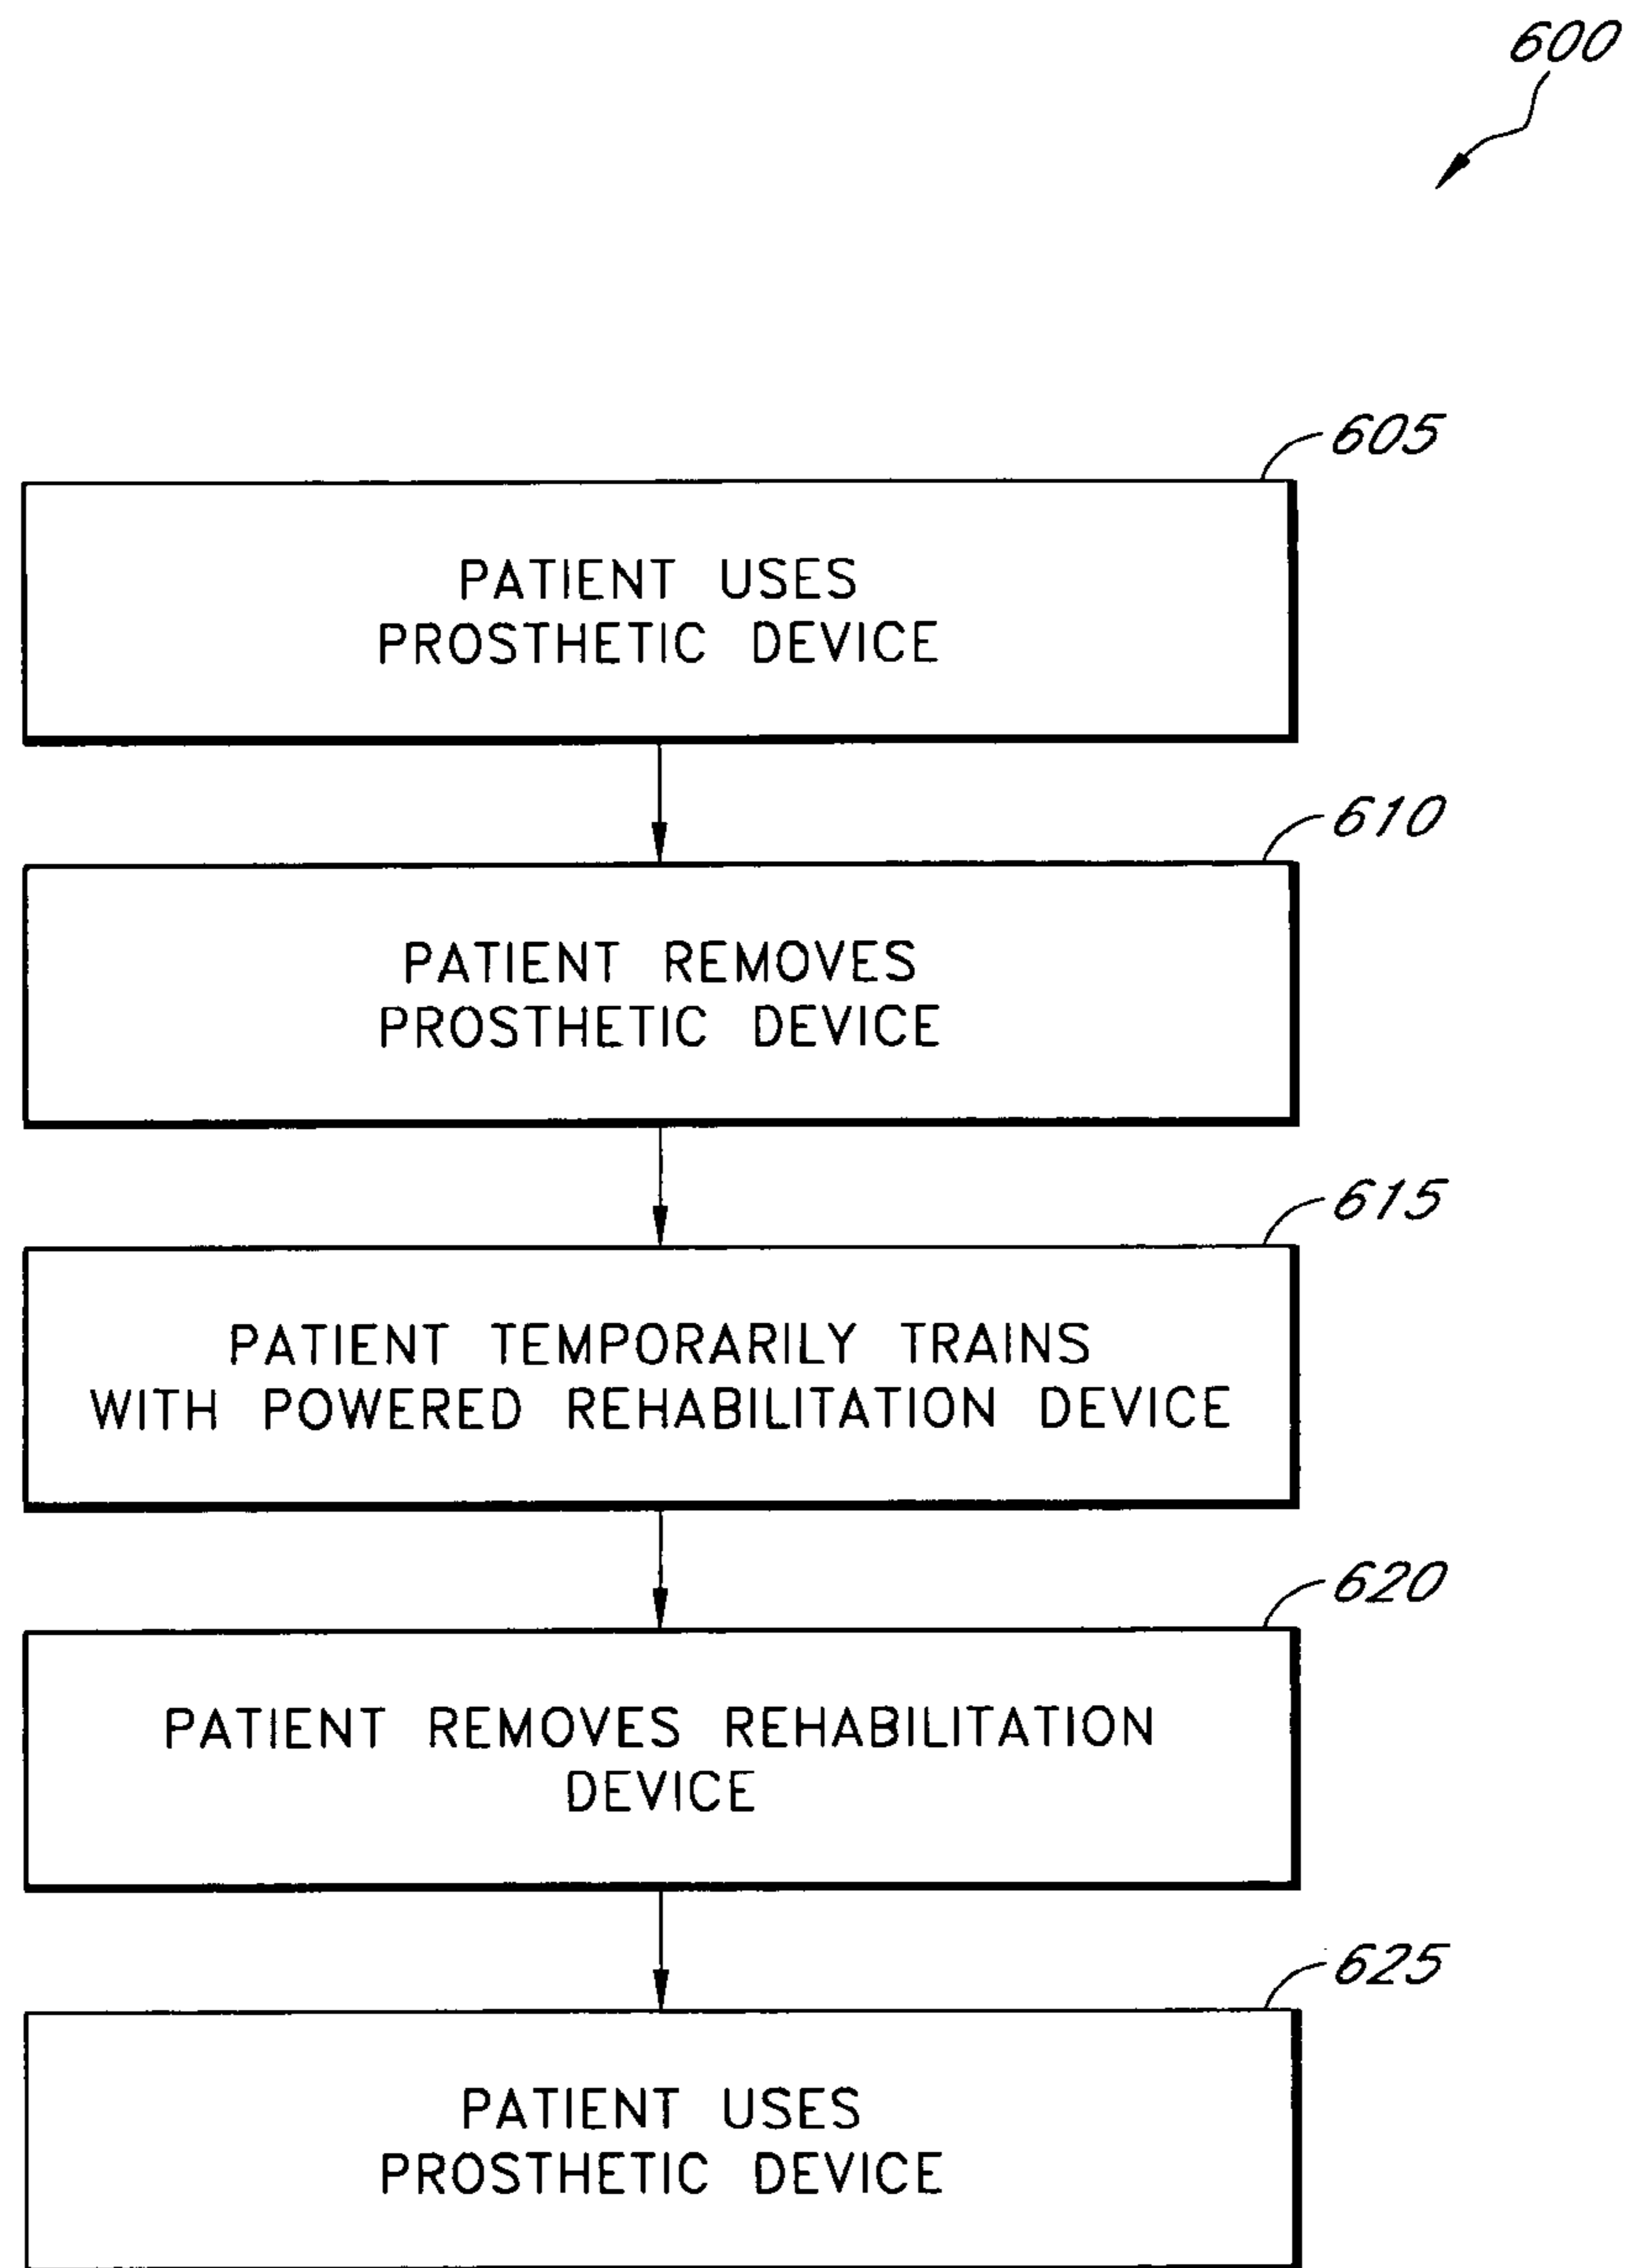 600
605
PATIENT USES
PROSTHETIC DEVICE
610
PATIENT REMOVES
PROSTHETIC DEVICE
615
PATIENT TEMPORARILY TRAINS
WITH POWERED REHABILITATION DEVICE
620
PATIENT REMOVES REHABILITATION
DEVICE
625
PATIENT USES
PROSTHETIC DEVICE